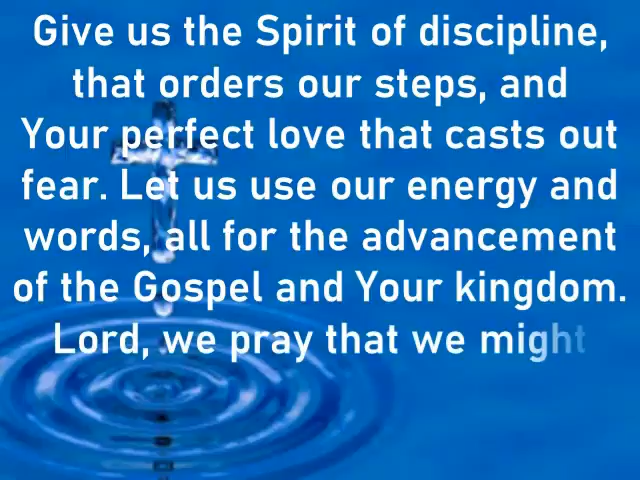 Give us the Spirit of discipline,
that orders our steps, and
Your perfect love that casts out
fear. Let us use our energy and
words, all for the advancement
of the Gospel and Your kingdom.
Lord, we pray that we might